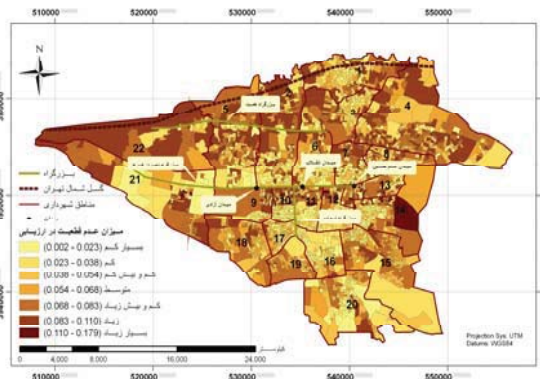 510000 520000 530000 540000 550000
N
بزرگراه همت
1
2
3
4
5
6
7
8
22
21
میدان انقلاب
میدان امام حسین
میدان آزادی
9
10
11
12
13
14
15
16
17
18
19
20
بزرگراه
گسل شمال تهران
مناطق شهرداری
میزان عدم قطعیت در ارزیابی
بسیار کم (0.002 - 0.023)
کم (0.023 - 0.038)
کم و بیش کم (0.038 - 0.054)
متوسط (0.054 - 0.068)
کم و بیش زیاد (0.068 - 0.083)
زیاد (0.083 - 0.110)
بسیار زیاد (0.110 - 0.179)
0 4,000 8,000 16,000 24,000
Projection Sys: UTM
Datums: WGS84
510000 520000 530000 540000 550000